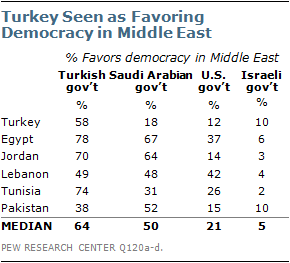 Turkey Seen as Favoring
Democracy in Middle East
% Favors democracy in Middle East
Turkish Saudi Arabian U.S. Israeli
gov't gov't gov't gov't
% % % %
Turkey 58 18 12 10
Egypt 78 67 37 6
Jordan 70 64 14 3
Lebanon 49 48 42 4
Tunisia 74 31 26 2
Pakistan 38 52 15 10
MEDIAN 64 50 21 5
PEW RESEARCH CENTER Q120a-d.